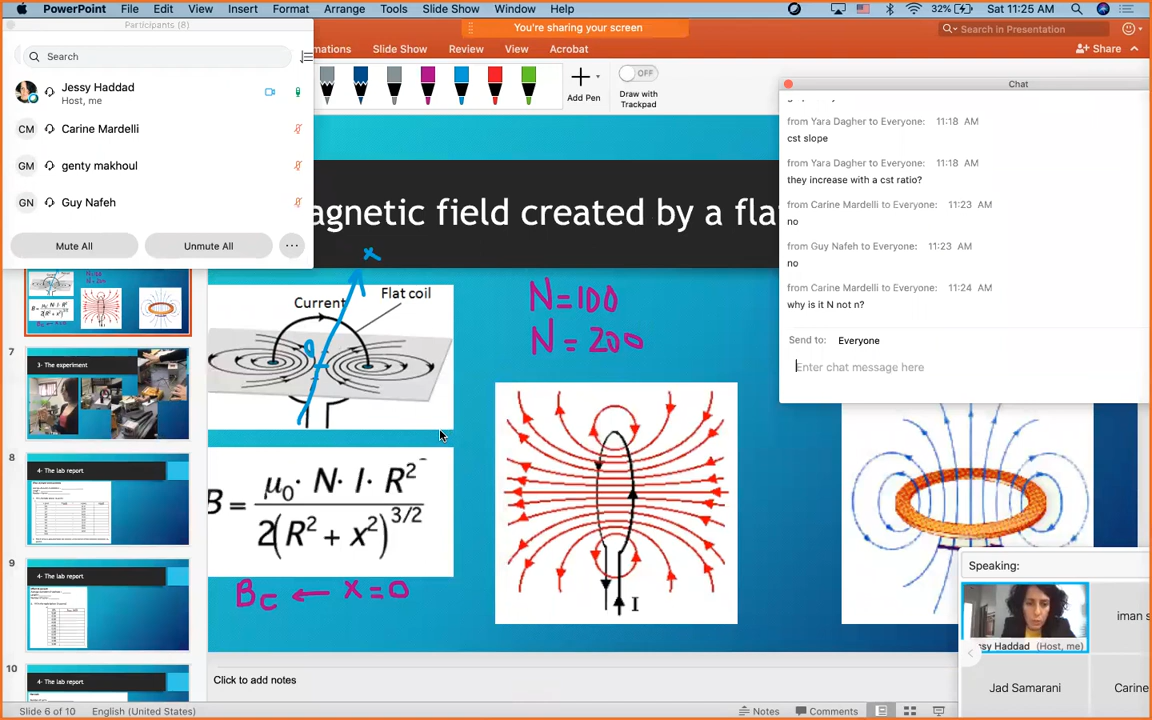 PowerPoint File Edit View Insert Format Arrange Tools Slide Show Window Help 32% Sat 11:25 AM
Participants (8)
You're sharing your screen
Search in Presentation
Search
mations Slide Show Review View Acrobat
Share
Jessy Haddad
Host, me
CM Carine Mardelli
GM genty makhoul
GN Guy Nafeh
Mute All Unmute All ...
Add Pen
OFF
Draw with Trackpad
Chat
from Yara Dagher to Everyone: 11:18 AM
cst slope
from Yara Dagher to Everyone: 11:18 AM
they increase with a cst ratio?
from Carine Mardelli to Everyone: 11:23 AM
no
from Guy Nafeh to Everyone: 11:23 AM
no
from Carine Mardelli to Everyone: 11:24 AM
why is it N not n?
Send to: Everyone
Enter chat message here
agnetic field created by a fla
x
Current
Flat coil
O
N=100
N = 200
B = μ₀· N· I· R² / 2(R² + x²)^3/2
Bc ← x=0
I
7
3- The experiment
8
4- The lab report
9
4- The lab report
10
4- The lab report
Speaking:
ssy Haddad (Host, me)
iman s
Jad Samarani
Carine
Click to add notes
Slide 6 of 10 English (United States) Notes Comments